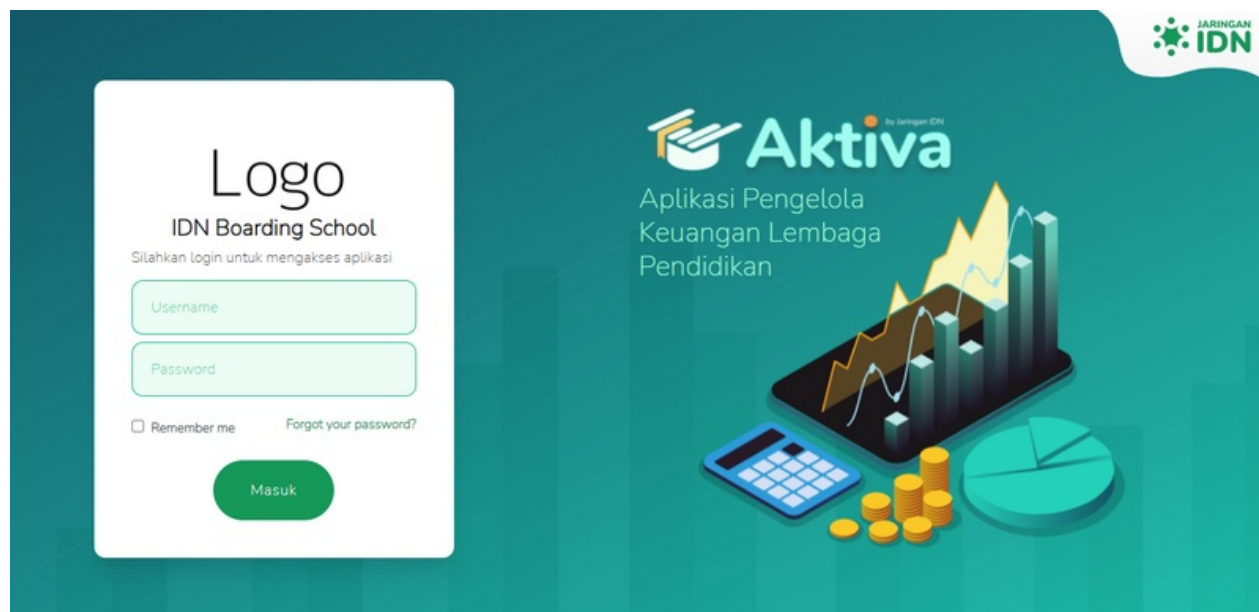 JARINGAN
IDN
Logo
IDN Boarding School
Silahkan login untuk mengakses aplikasi
Username
Password
Remember me
Forgot your password?
Masuk
by Jaringan IDN
Aktiva
Aplikasi Pengelola
Keuangan Lembaga
Pendidikan